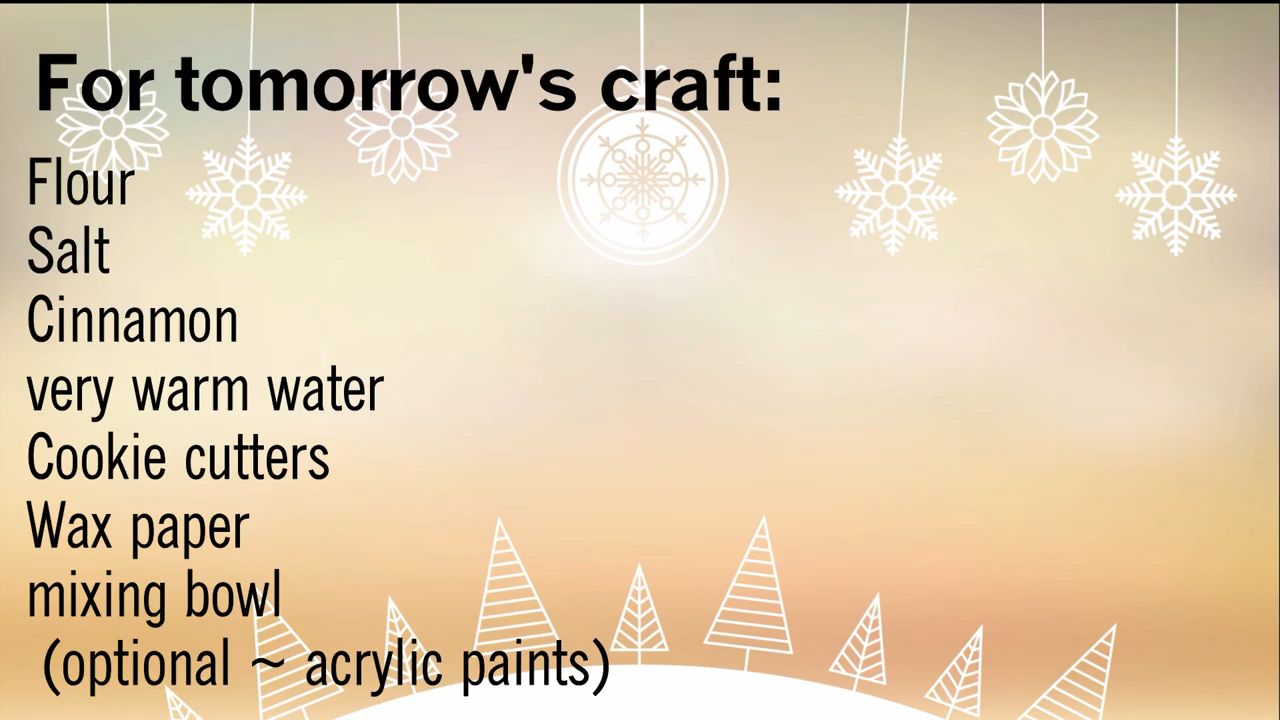 For tomorrow's craft:
Flour
Salt
Cinnamon
very warm water
Cookie cutters
Wax paper
mixing bowl
(optional ~ acrylic paints)